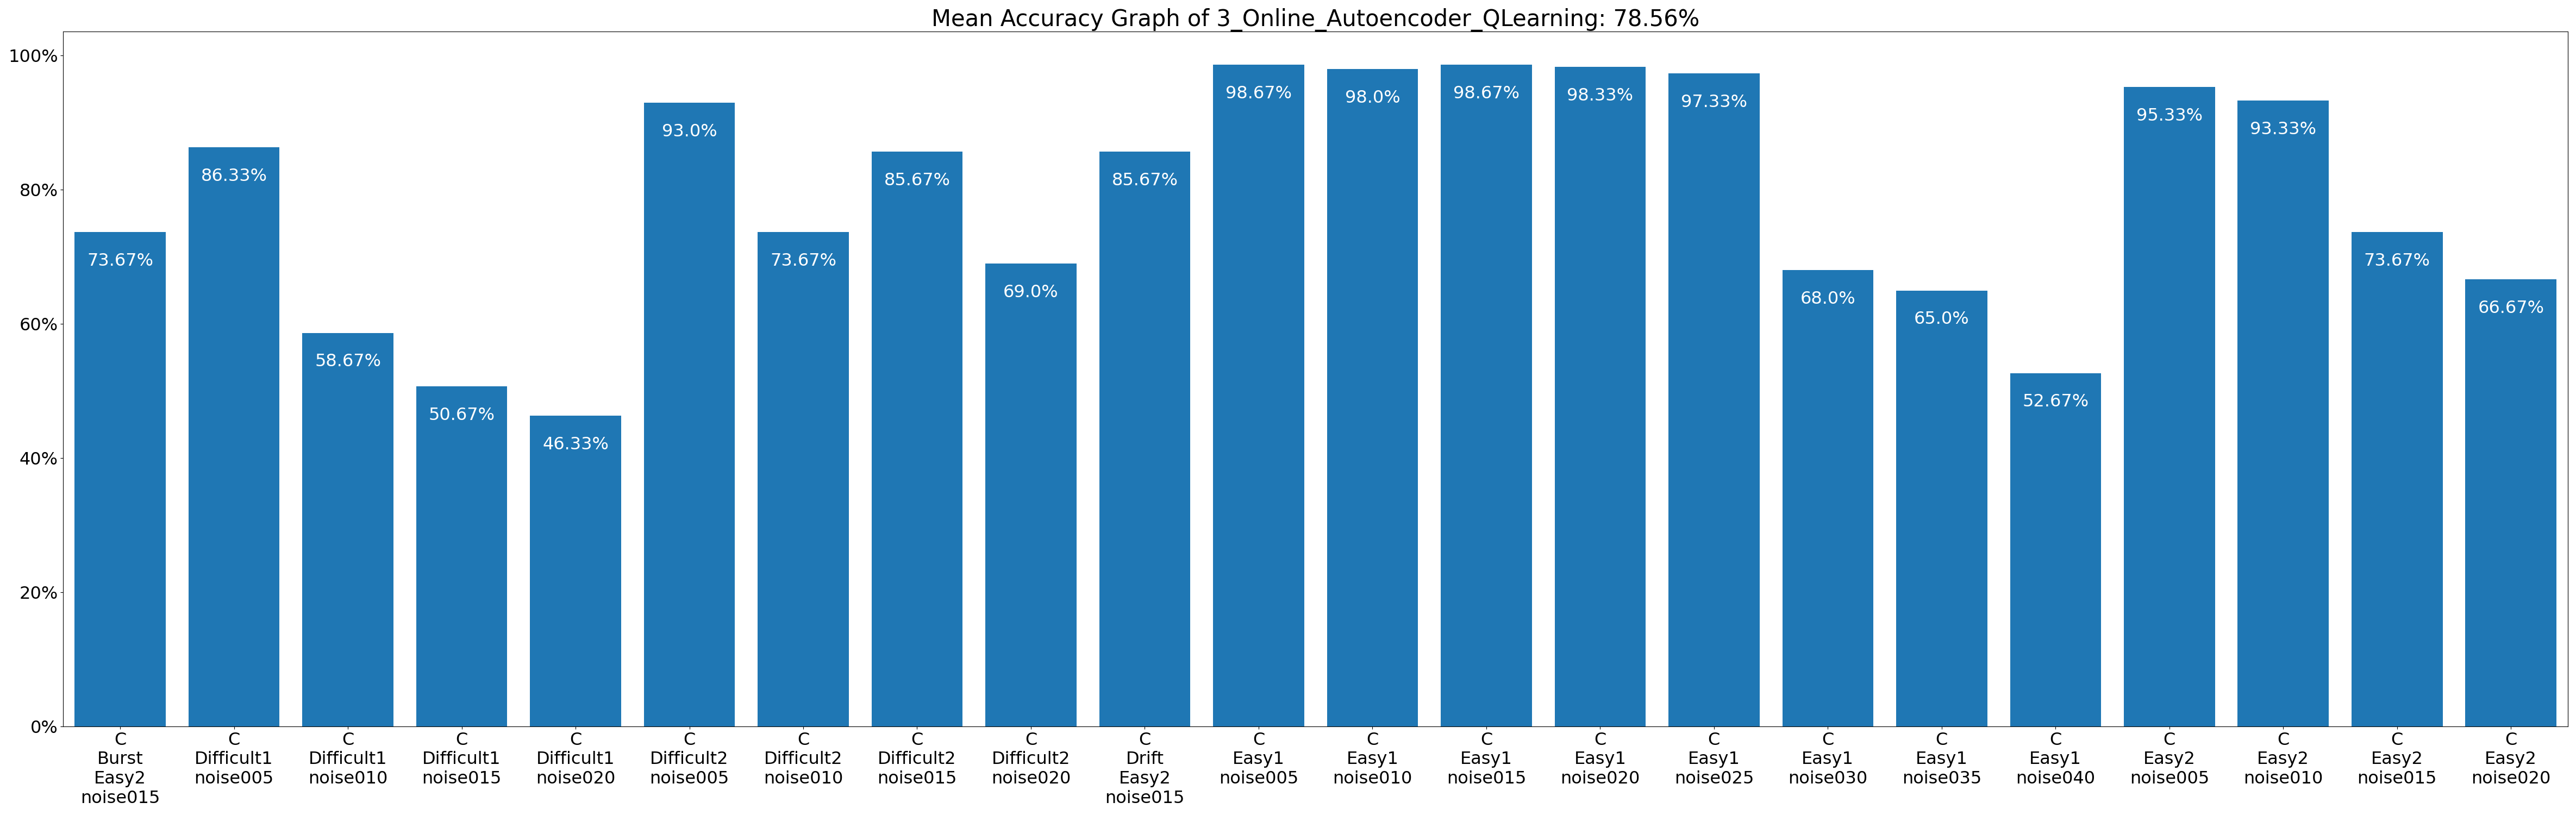 Mean Accuracy Graph of 3_Online_Autoencoder_QLearning: 78.56%
100%
80%
60%
40%
20%
0%
73.67%
86.33%
58.67%
50.67%
46.33%
93.0%
73.67%
85.67%
69.0%
85.67%
98.67%
98.0%
98.67%
98.33%
97.33%
68.0%
65.0%
52.67%
95.33%
93.33%
73.67%
66.67%
C
Burst
Easy2
noise015
C
Difficult1
noise005
C
Difficult1
noise010
C
Difficult1
noise015
C
Difficult1
noise020
C
Difficult2
noise005
C
Difficult2
noise010
C
Difficult2
noise015
C
Difficult2
noise020
C
Drift
Easy2
noise015
C
Easy1
noise005
C
Easy1
noise010
C
Easy1
noise015
C
Easy1
noise020
C
Easy1
noise025
C
Easy1
noise030
C
Easy1
noise035
C
Easy1
noise040
C
Easy2
noise005
C
Easy2
noise010
C
Easy2
noise015
C
Easy2
noise020